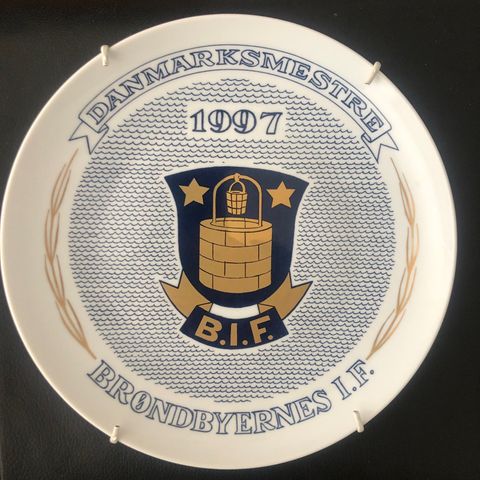 DANMARKSMESTRE
1997
B.I.F.
BRØNDBYERNES I.F.